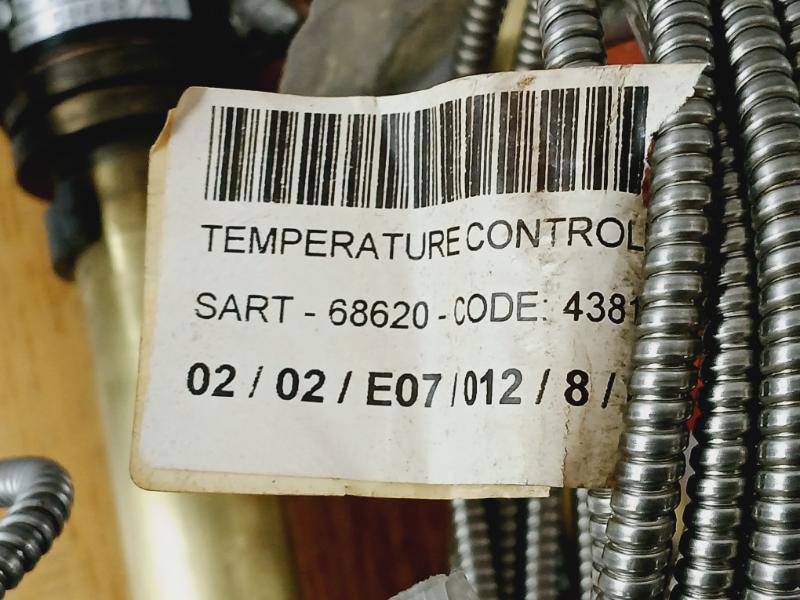 TEMPERATURE CONTROL
SART - 68620 - CODE: 4381
02 / 02 / E07 / 012 / 8 /